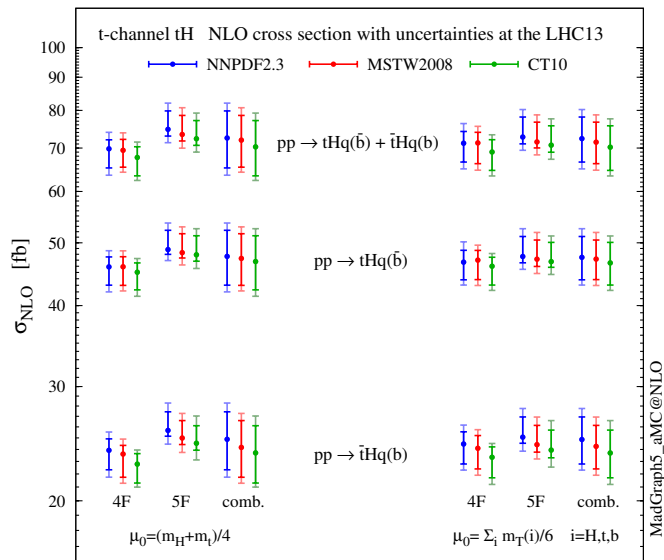 t-channel tH NLO cross section with uncertainties at the LHC13
NNPDF2.3 MSTW2008 CT10
100
90
80
70
60
50
40
30
20
σNLO [fb]
pp → tHq(b̄) + t̄Hq(b)
pp → tHq(b̄)
pp → t̄Hq(b)
4F 5F comb. 4F 5F comb.
μ0=(mH+mt)/4 μ0= Σi mT(i)/6 i=H,t,b
MadGraph5_aMC@NLO